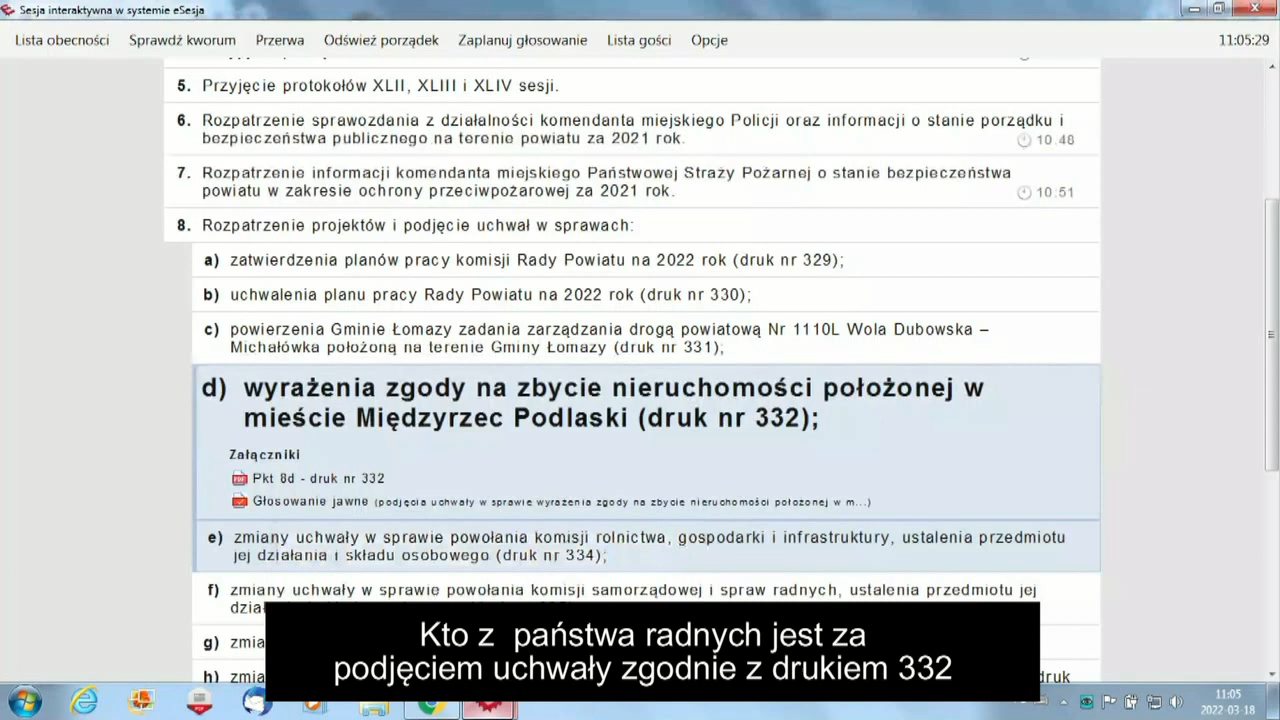 Sesja interaktywna w systemie eSesja
Lista obecności Sprawdź kworum Przerwa Odśwież porządek Zaplanuj głosowanie Lista gości Opcje 11:05:29
5. Przyjęcie protokołów XLII, XLIII i XLIV sesji.
6. Rozpatrzenie sprawozdania z działalności komendanta miejskiego Policji oraz informacji o stanie porządku i
bezpieczeństwa publicznego na terenie powiatu za 2021 rok. 10.48
7. Rozpatrzenie informacji komendanta miejskiego Państwowej Straży Pożarnej o stanie bezpieczeństwa
powiatu w zakresie ochrony przeciwpożarowej za 2021 rok. 10.51
8. Rozpatrzenie projektów i podjęcie uchwał w sprawach:
a) zatwierdzenia planów pracy komisji Rady Powiatu na 2022 rok (druk nr 329);
b) uchwalenia planu pracy Rady Powiatu na 2022 rok (druk nr 330);
c) powierzenia Gminie Łomazy zadania zarządzania drogą powiatową Nr 1110L Wola Dubowska –
Michałówka położoną na terenie Gminy Łomazy (druk nr 331);
d) wyrażenia zgody na zbycie nieruchomości położonej w
mieście Międzyrzec Podlaski (druk nr 332);
Załączniki
Pkt 8d - druk nr 332
Głosowanie jawne (podjęcia uchwały w sprawie wyrażenia zgody na zbycie nieruchomości położonej w m...)
e) zmiany uchwały w sprawie powołania komisji rolnictwa, gospodarki i infrastruktury, ustalenia przedmiotu
jej działania i składu osobowego (druk nr 334);
f) zmiany uchwały w sprawie powołania komisji samorządowej i spraw radnych, ustalenia przedmiotu jej
g)
h) druk
Kto z państwa radnych jest za
podjęciem uchwały zgodnie z drukiem 332
11:05
2022-03-18